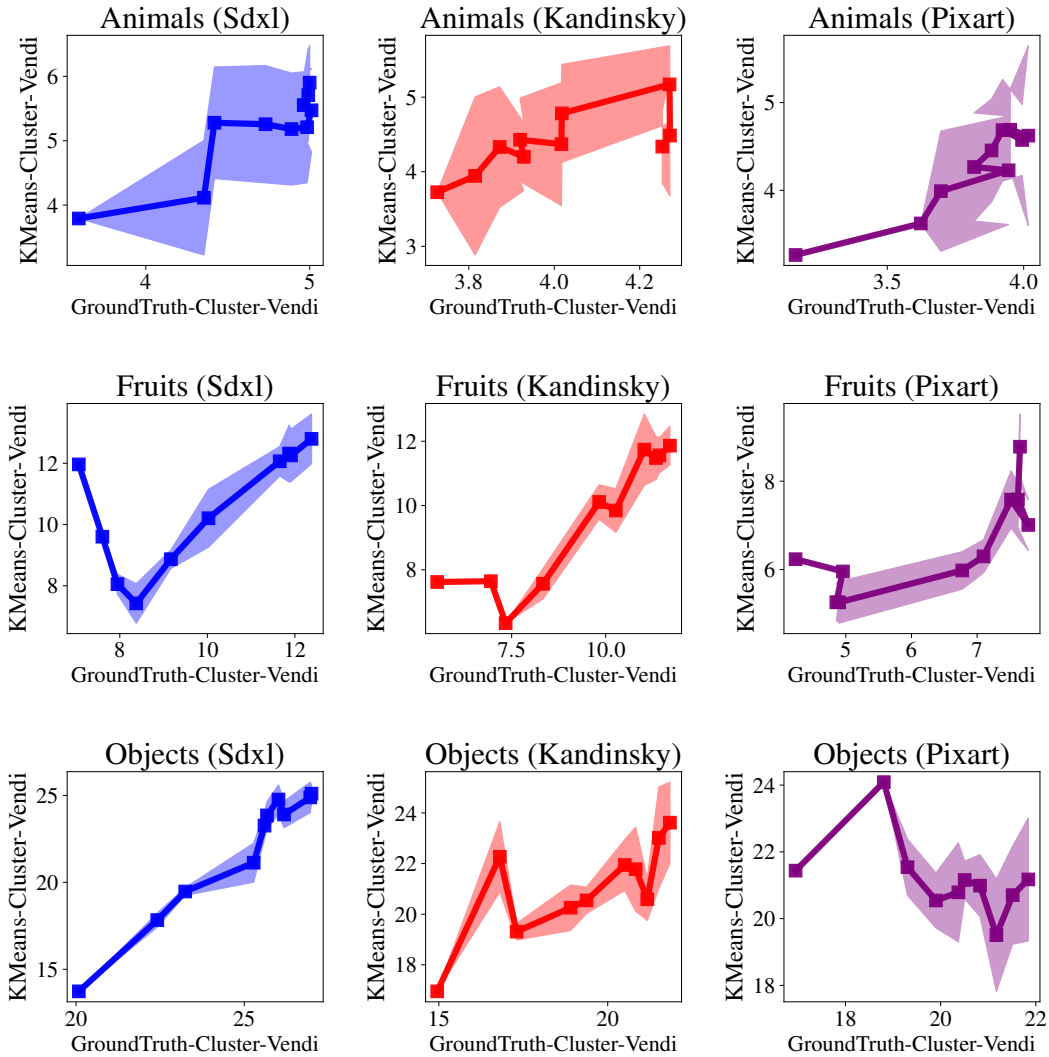 Animals (Sdxl)
KMeans-Cluster-Vendi
6
5
4
4
5
GroundTruth-Cluster-Vendi
Animals (Kandinsky)
KMeans-Cluster-Vendi
5
4
3
3.8
4.0
4.2
GroundTruth-Cluster-Vendi
Animals (Pixart)
KMeans-Cluster-Vendi
5
4
3.5
4.0
GroundTruth-Cluster-Vendi
Fruits (Sdxl)
KMeans-Cluster-Vendi
12
10
8
8
10
12
GroundTruth-Cluster-Vendi
Fruits (Kandinsky)
KMeans-Cluster-Vendi
12
10
8
7.5
10.0
GroundTruth-Cluster-Vendi
Fruits (Pixart)
KMeans-Cluster-Vendi
8
6
5
6
7
GroundTruth-Cluster-Vendi
Objects (Sdxl)
KMeans-Cluster-Vendi
25
20
15
20
25
GroundTruth-Cluster-Vendi
Objects (Kandinsky)
KMeans-Cluster-Vendi
24
22
20
18
15
20
GroundTruth-Cluster-Vendi
Objects (Pixart)
KMeans-Cluster-Vendi
24
22
20
18
18
20
22
GroundTruth-Cluster-Vendi